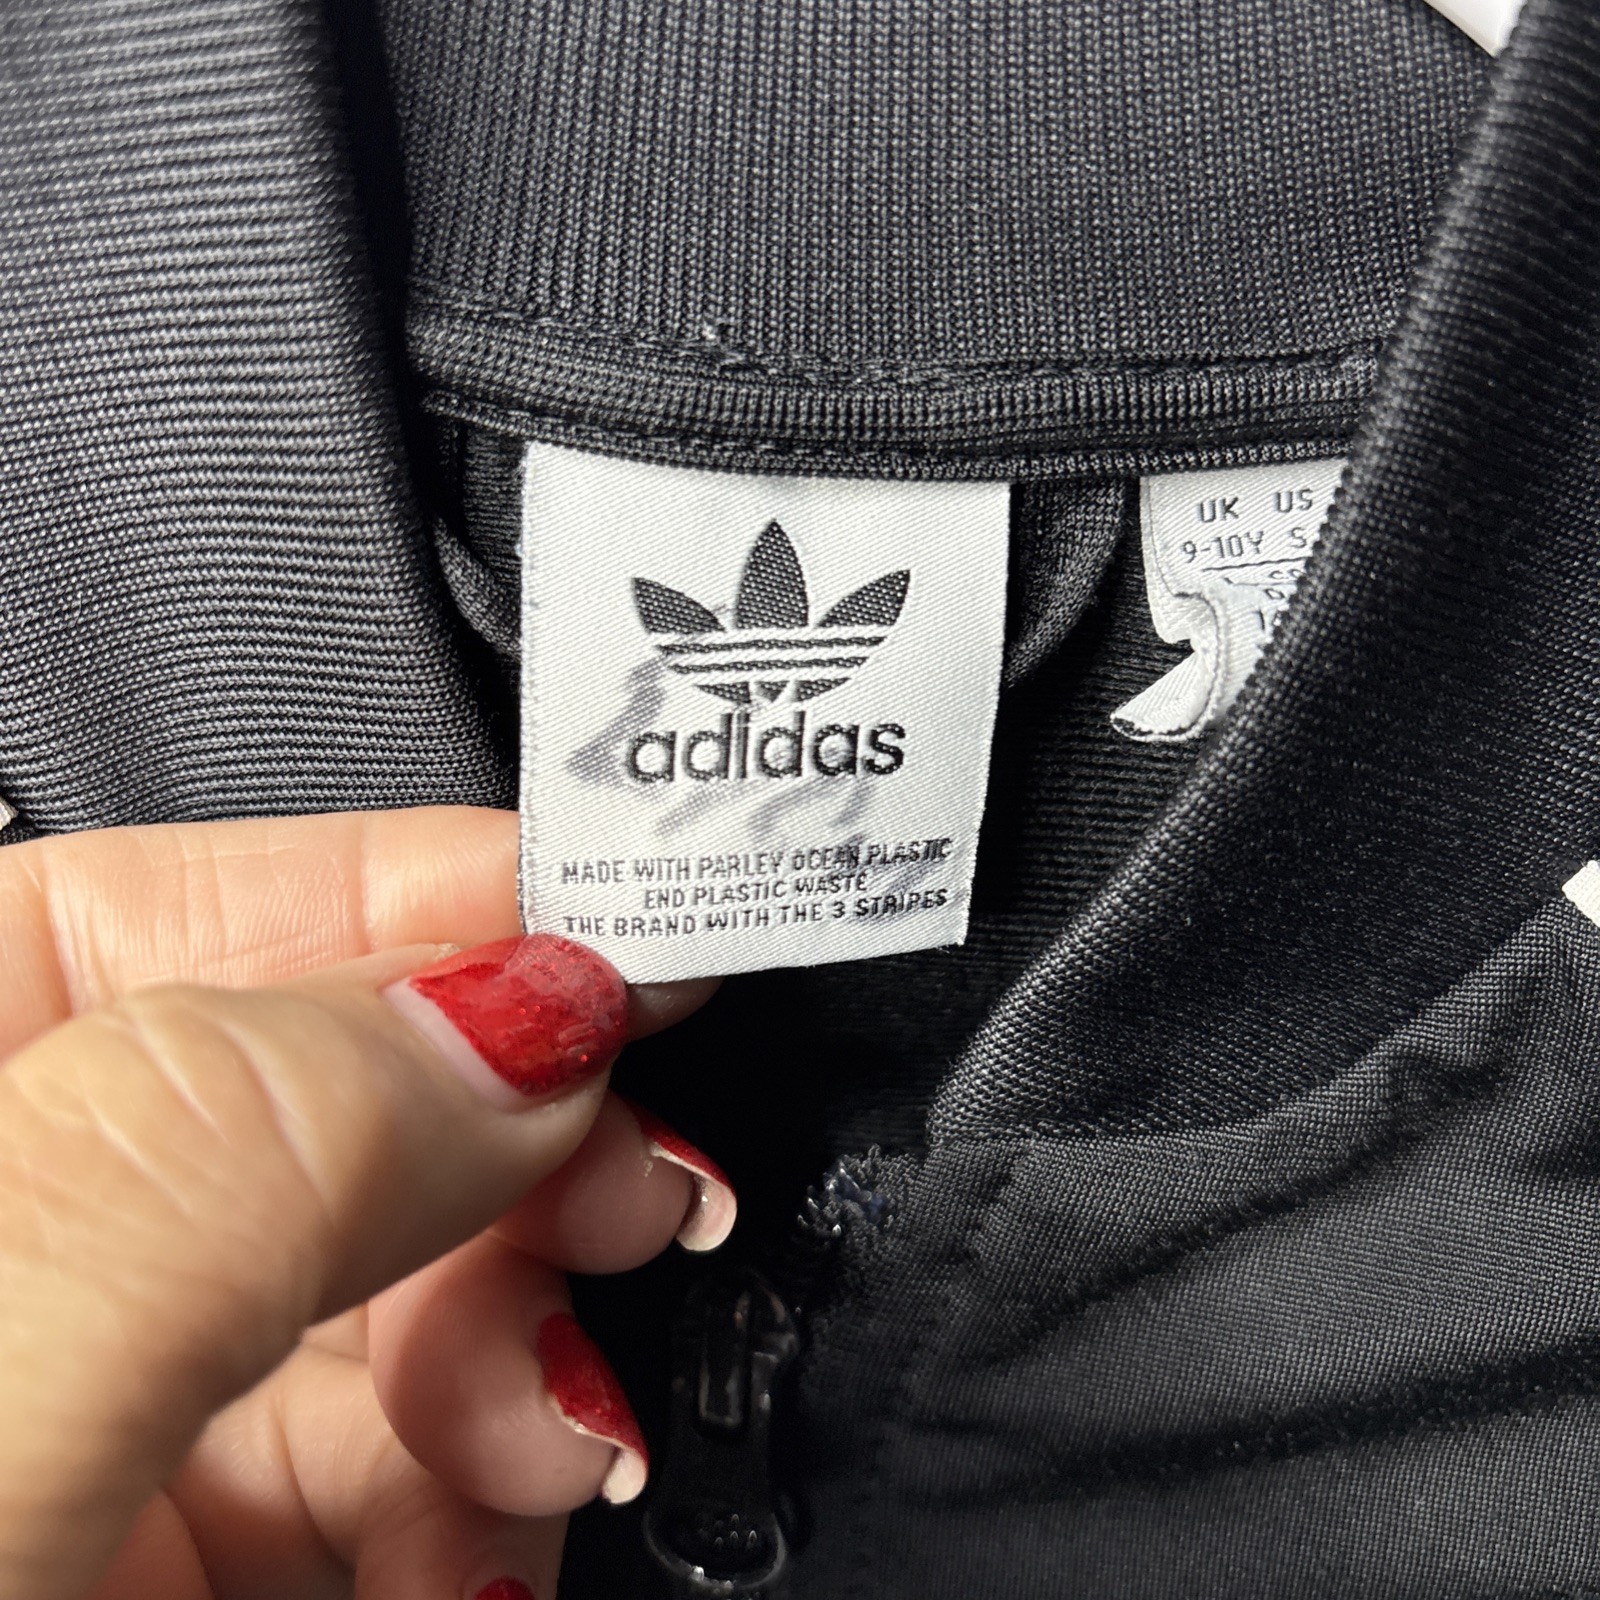 adidas
MADE WITH PARLEY OCEAN PLASTIC
END PLASTIC WASTE
THE BRAND WITH THE 3 STRIPES
UK US
9-10Y S